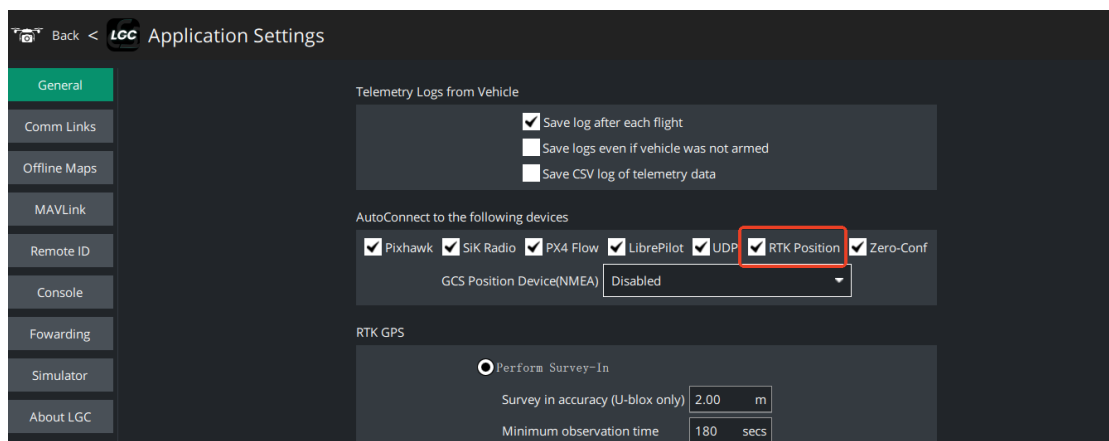 Back < LGC Application Settings
General
Comm Links
Offline Maps
MAVLink
Remote ID
Console
Fowarding
Simulator
About LGC
Telemetry Logs from Vehicle
Save log after each flight
Save logs even if vehicle was not armed
Save CSV log of telemetry data
AutoConnect to the following devices
Pixhawk SiK Radio PX4 Flow LibrePilot UDP RTK Position Zero-Conf
GCS Position Device(NMEA) Disabled
RTK GPS
Perform Survey-In
Survey in accuracy (U-blox only) 2.00 m
Minimum observation time 180 secs